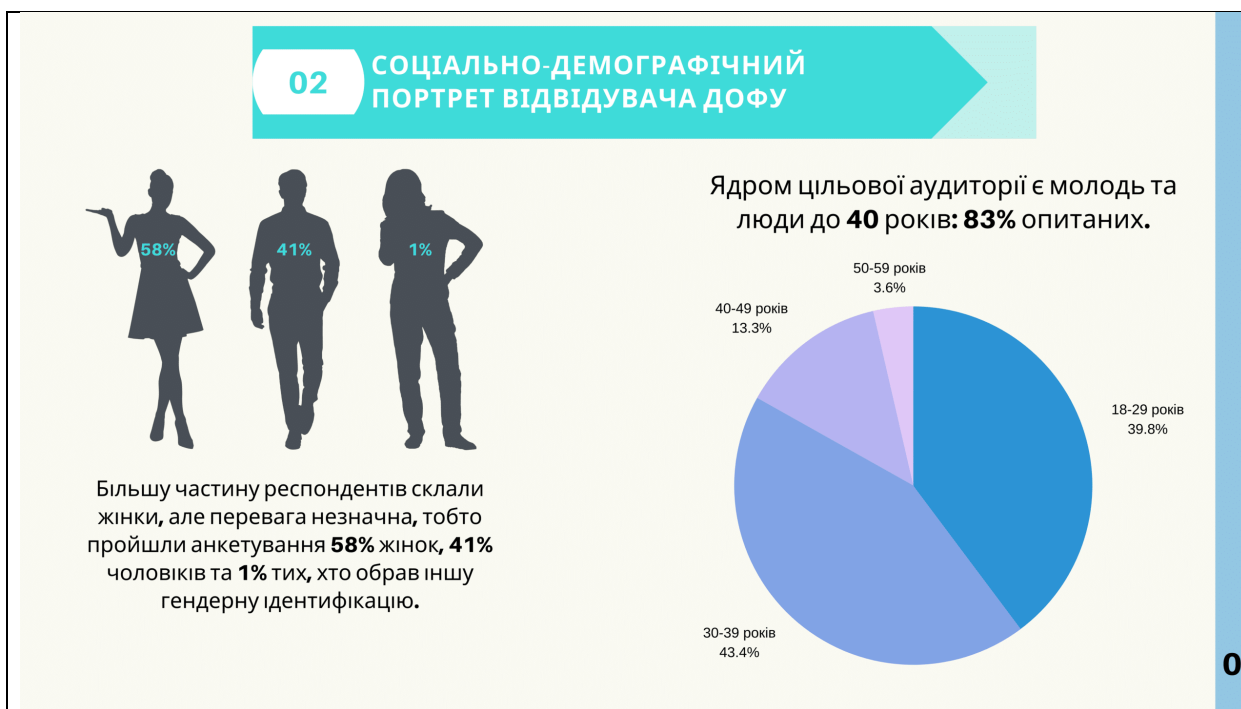 02
СОЦІАЛЬНО-ДЕМОГРАФІЧНИЙ
ПОРТРЕТ ВІДВІДУВАЧА ДОФУ
58%
41%
1%
Більшу частину респондентів склали
жінки, але перевага незначна, тобто
пройшли анкетування 58% жінок, 41%
чоловіків та 1% тих, хто обрав іншу
гендерну ідентифікацію.
Ядром цільової аудиторії є молодь та
люди до 40 років: 83% опитаних.
50-59 років
3.6%
40-49 років
13.3%
18-29 років
39.8%
30-39 років
43.4%
0